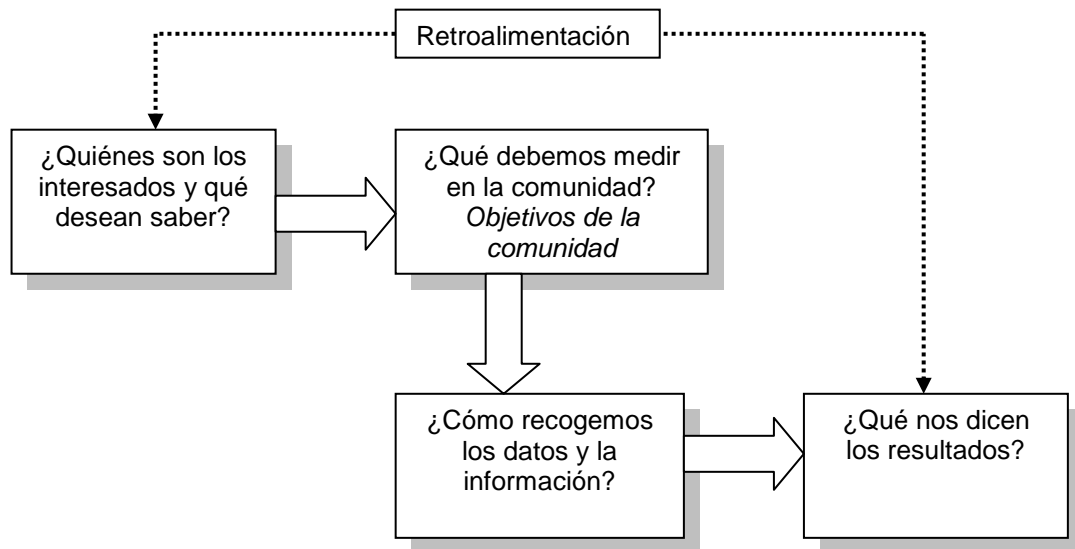 Retroalimentación
¿Quiénes son los
interesados y qué
desean saber?
¿Qué debemos medir
en la comunidad?
Objetivos de la
comunidad
¿Cómo recogemos
los datos y la
información?
¿Qué nos dicen
los resultados?